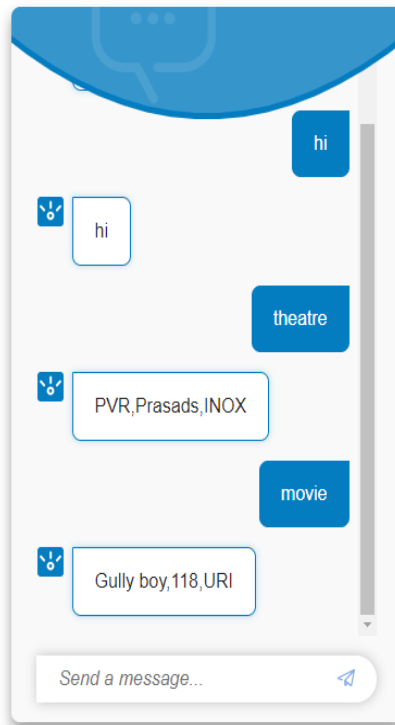 hi
hi
theatre
PVR,Prasads,INOX
movie
Gully boy,118,URI
Send a message...